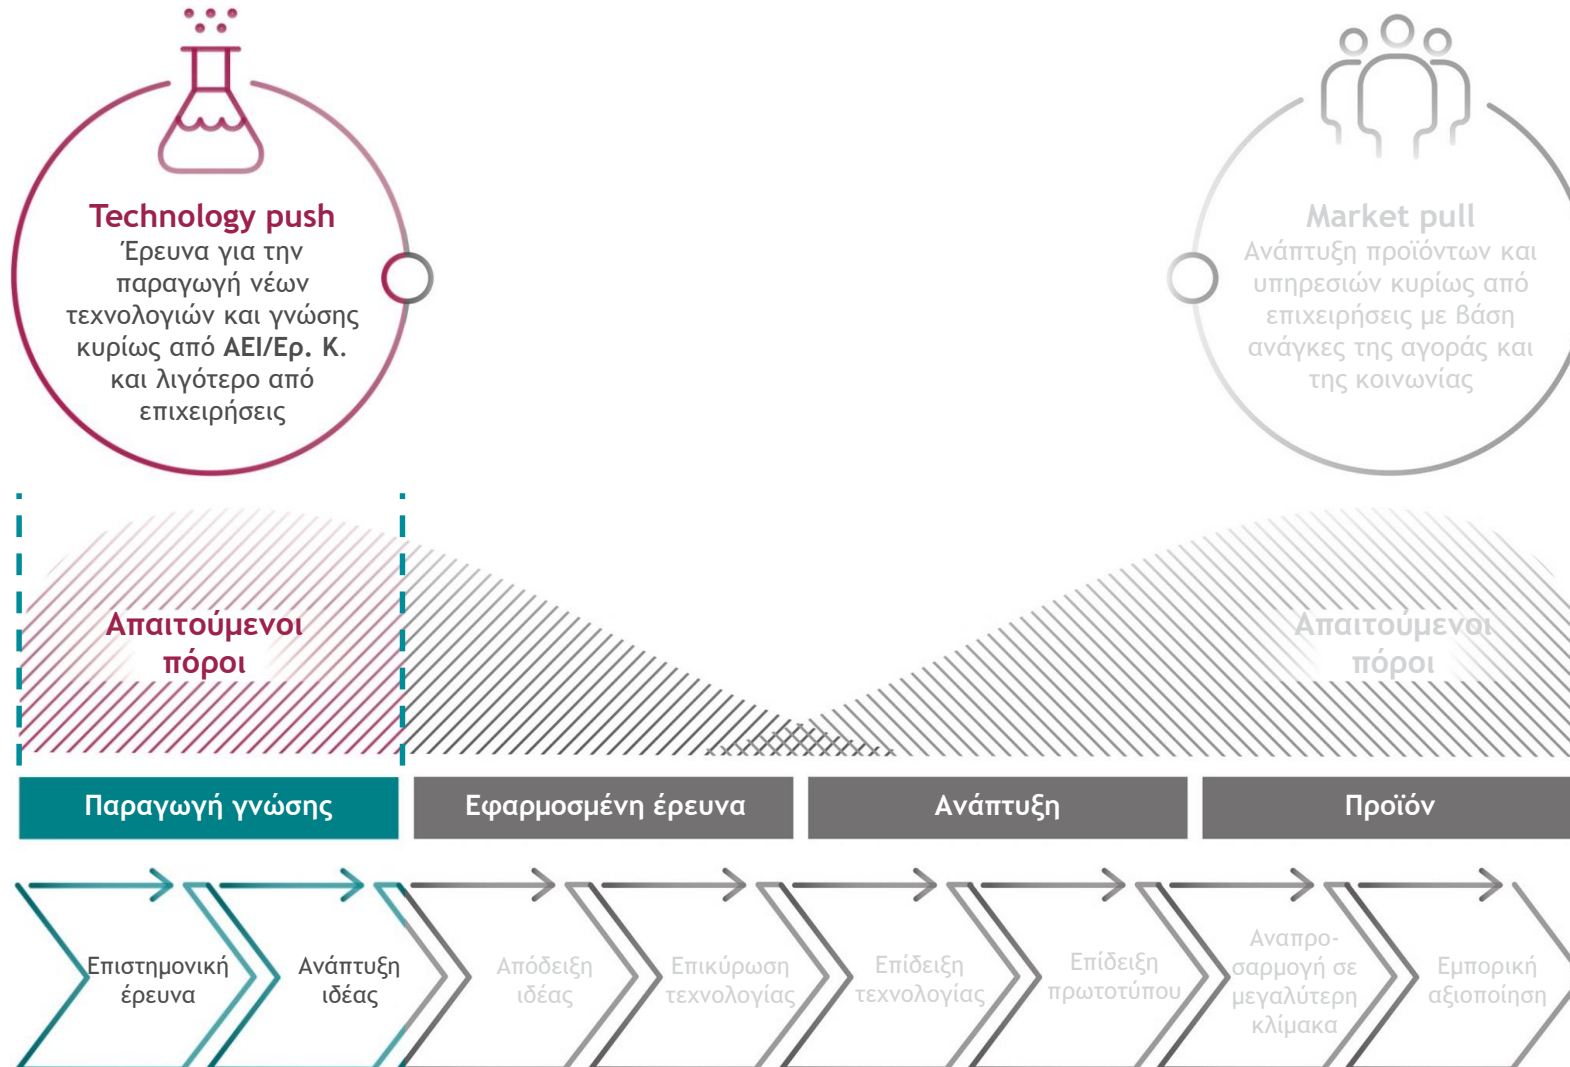 Technology push
Έρευνα για την
παραγωγή νέων
τεχνολογιών και γνώσης
κυρίως από ΑΕΙ/Ερ. Κ.
και λιγότερο από
επιχειρήσεις
Market pull
Ανάπτυξη προϊόντων και
υπηρεσιών κυρίως από
επιχειρήσεις με βάση
ανάγκες της αγοράς και
της κοινωνίας
Απαιτούμενοι
πόροι
Απαιτούμενοι
πόροι
Παραγωγή γνώσης
Εφαρμοσμένη έρευνα
Ανάπτυξη
Προϊόν
Επιστημονική
έρευνα
Ανάπτυξη
ιδέας
Απόδειξη
ιδέας
Επικύρωση
τεχνολογίας
Επίδειξη
τεχνολογίας
Επίδειξη
πρωτοτύπου
Αναπρο-
σαρμογή σε
μεγαλύτερη
κλίμακα
Εμπορική
αξιοποίηση